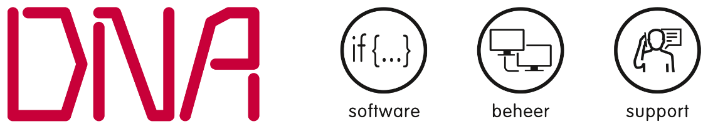 DNA
if {...}
software
beheer
support